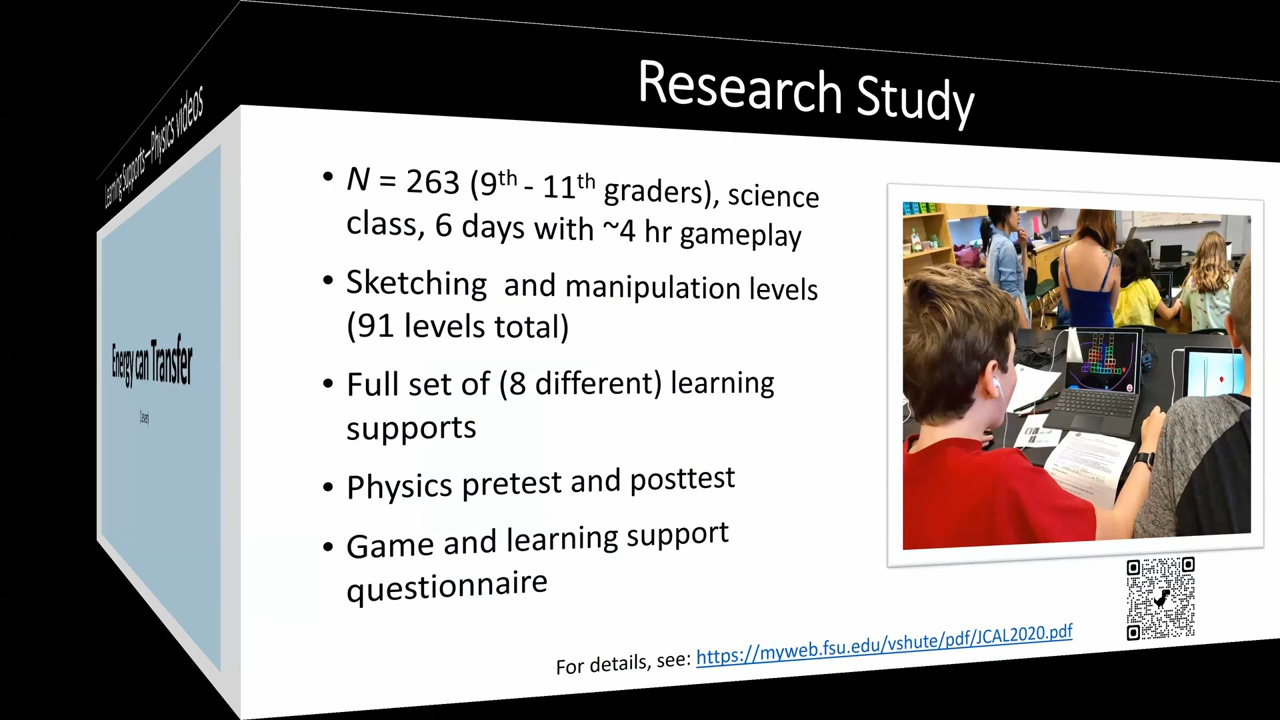 Research Study
Learning Supports—Physics videos
Energy can Transfer
• N = 263 (9th - 11th graders), science
class, 6 days with ~4 hr gameplay
• Sketching and manipulation levels
(91 levels total)
• Full set of (8 different) learning
supports
• Physics pretest and posttest
• Game and learning support
questionnaire
For details, see: https://myweb.fsu.edu/vshute/pdf/JCAL2020.pdf